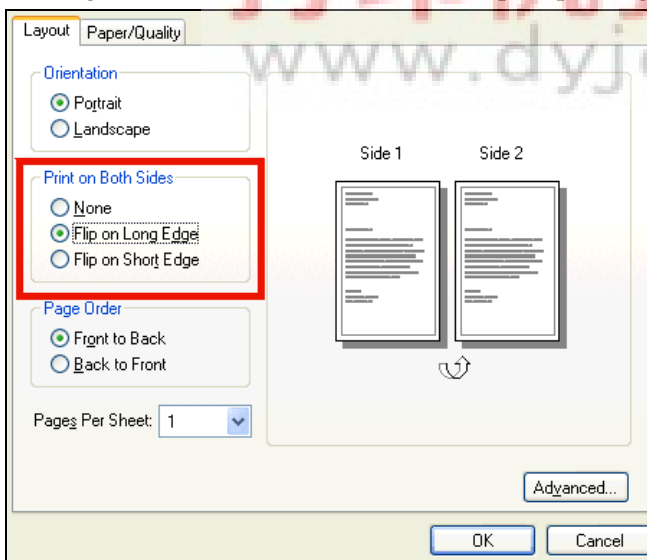 Layout Paper/Quality
www.dyj
Orientation
Portrait
Landscape
Print on Both Sides
None
Flip on Long Edge
Flip on Short Edge
Page Order
Front to Back
Back to Front
Pages Per Sheet: 1
Side 1 Side 2
Advanced...
OK Cancel